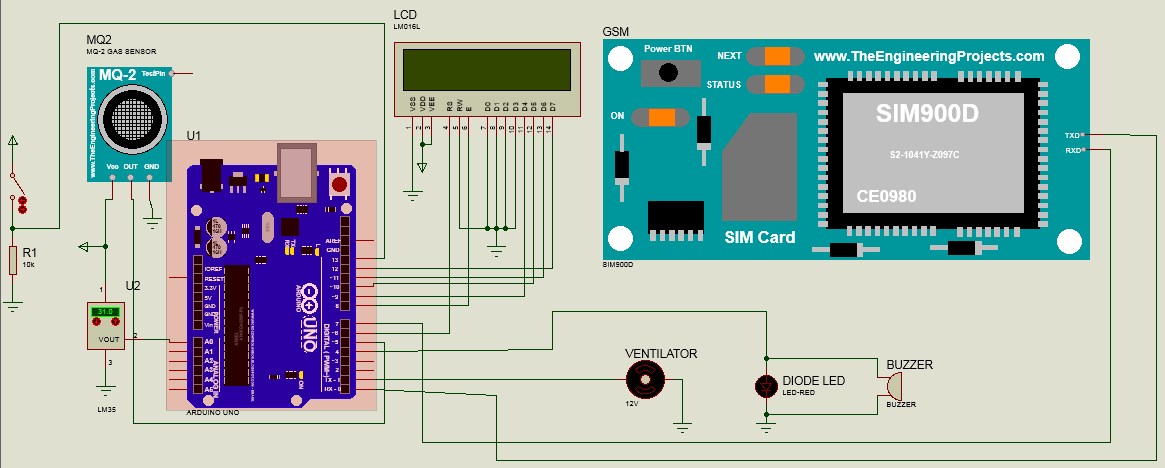 LCD
LM016L
GSM
MQ2
MQ-2 GAS SENSOR
MQ-2
TestPin
www.TheEngineeringProjects.com
Vcc OUT GND
Power BTN
NEXT
STATUS
ON
www.TheEngineeringProjects.com
SIM900D
S2-1041Y-Z097C
CE0980
SIM Card
SIM900D
TXD
RXD
VSS VDD VEE RS RW E D0 D1 D2 D3 D4 D5 D6 D7
1 2 3 4 5 6 7 8 9 10 11 12 13 14
U1
R1
10k
U2
1
31.0
VOUT
2
3
LM35
AREF
GND
13
12
~11
~10
~9
8
7
~6
~5
4
~3
2
TX→1
RX←0
IOREF
RESET
3.3V
5V
GND
GND
Vin
POWER
A0
A1
A2
A3
A4
A5
ANALOG IN
ARDUINO
UNO
DIGITAL (PWM~)
ON
ARDUINO UNO
VENTILATOR
12V
DIODE LED
LED-RED
BUZZER
BUZZER